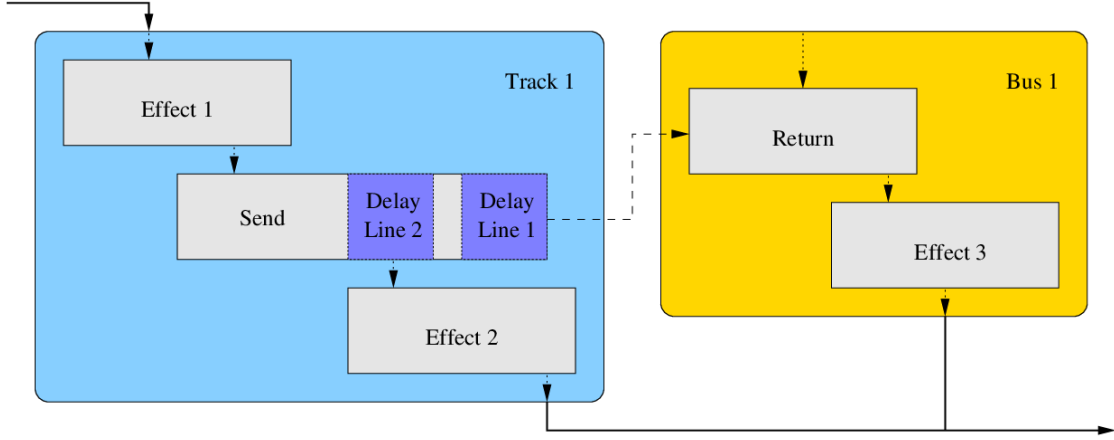 Track 1
Effect 1
Send
Delay
Line 2
Delay
Line 1
Effect 2
Bus 1
Return
Effect 3